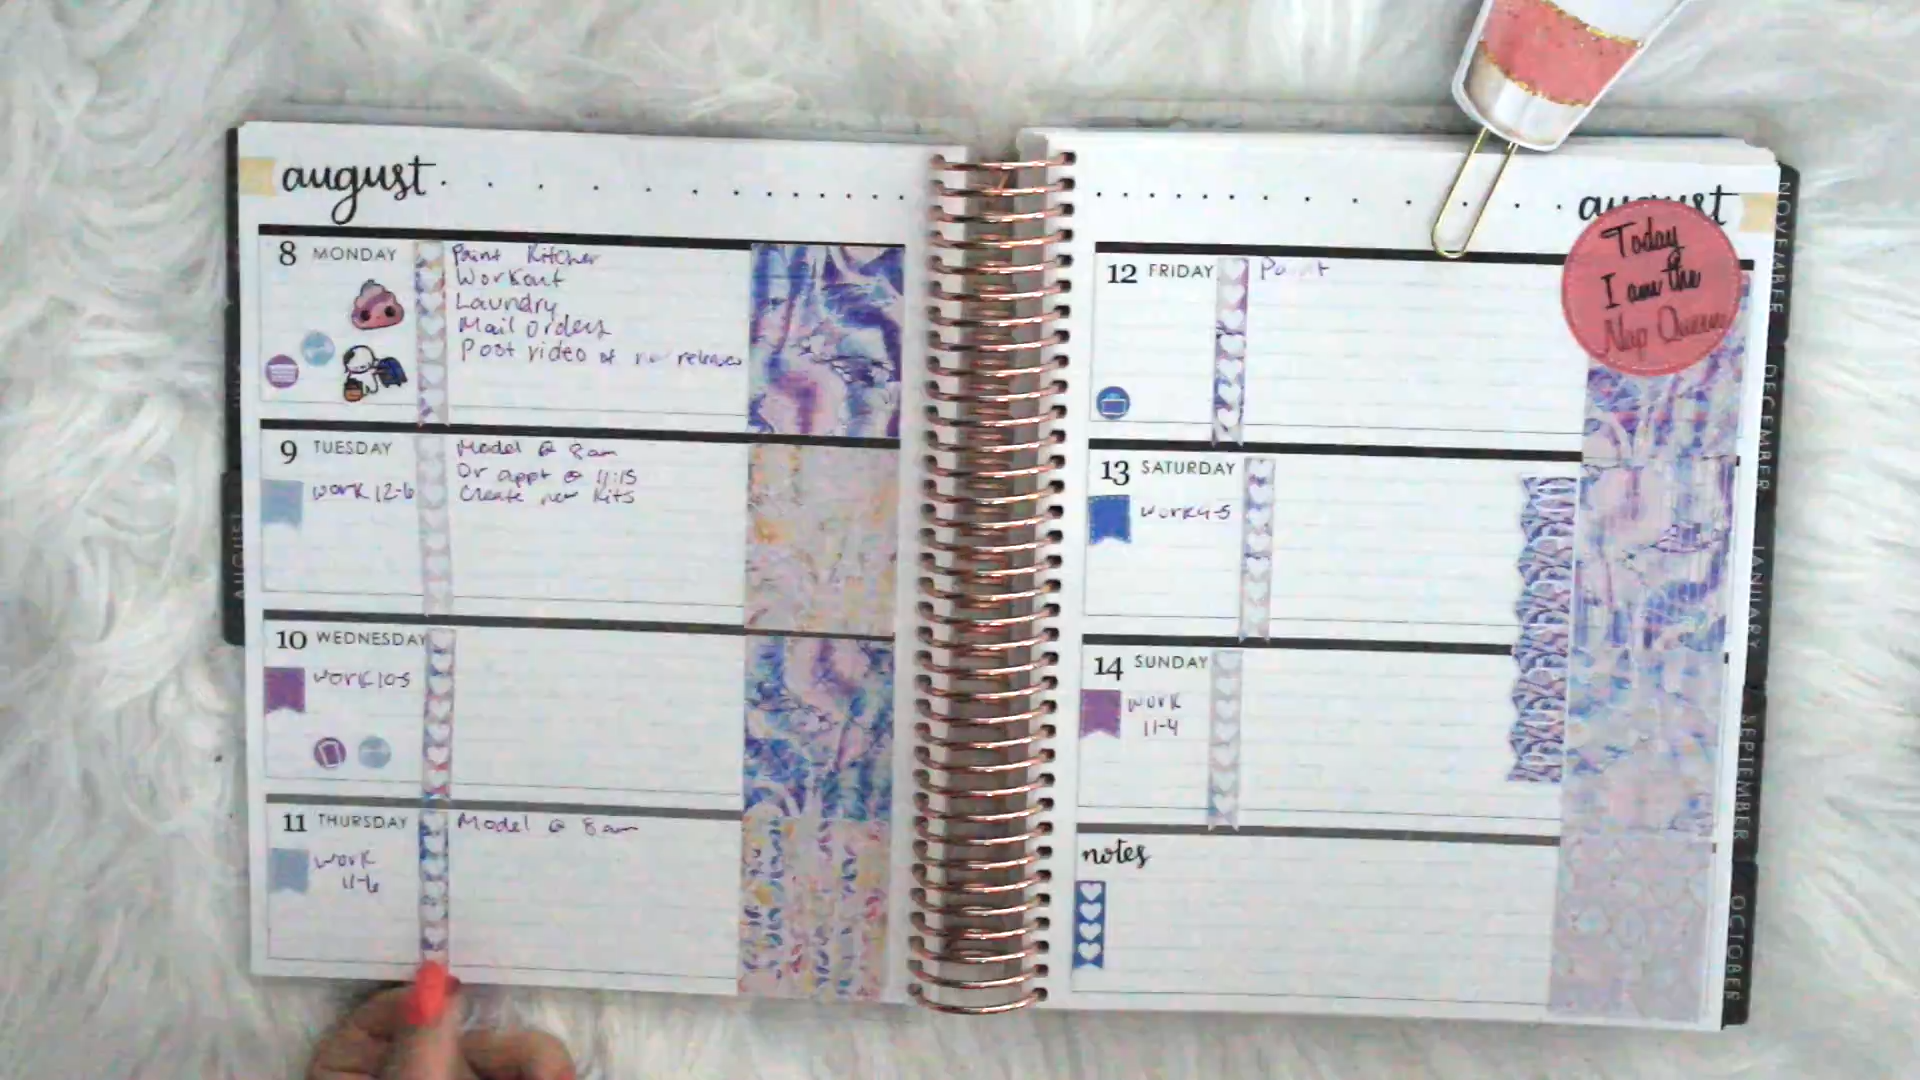 august
8 MONDAY
Paint Kitchen
Workout
Laundry
Mail orders
Post video of new releases
9 TUESDAY
work 12-6
Model @ 8am
Dr appt @ 11:15
Create new Kits
10 WEDNESDAY
work 10-5
11 THURSDAY
work
11-6
Model @ 8am
august
Today
I am the
Nap Queen
12 FRIDAY
Paint
13 SATURDAY
work 4-5
14 SUNDAY
work
11-4
notes
AUGUST
NOVEMBER
DECEMBER
JANUARY
SEPTEMBER
OCTOBER